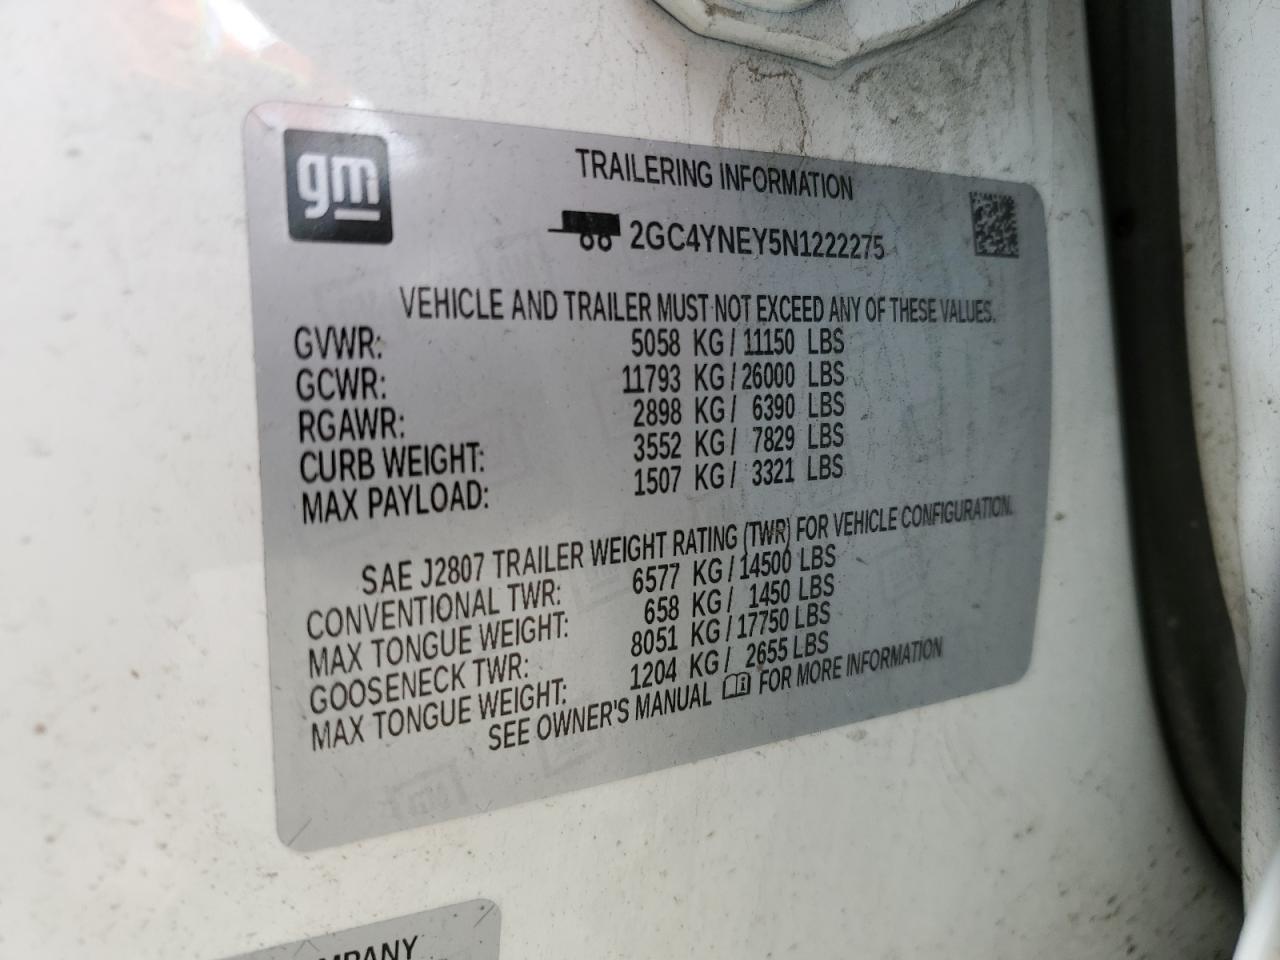 gm
TRAILERING INFORMATION
2GC4YNEY5N1222275
VEHICLE AND TRAILER MUST NOT EXCEED ANY OF THESE VALUES.
GVWR: 5058 KG / 11150 LBS
GCWR: 11793 KG / 26000 LBS
RGAWR: 2898 KG / 6390 LBS
CURB WEIGHT: 3552 KG / 7829 LBS
MAX PAYLOAD: 1507 KG / 3321 LBS
SAE J2807 TRAILER WEIGHT RATING (TWR) FOR VEHICLE CONFIGURATION.
CONVENTIONAL TWR: 6577 KG / 14500 LBS
MAX TONGUE WEIGHT: 658 KG / 1450 LBS
GOOSENECK TWR: 8051 KG / 17750 LBS
MAX TONGUE WEIGHT: 1204 KG / 2655 LBS
SEE OWNER'S MANUAL FOR MORE INFORMATION